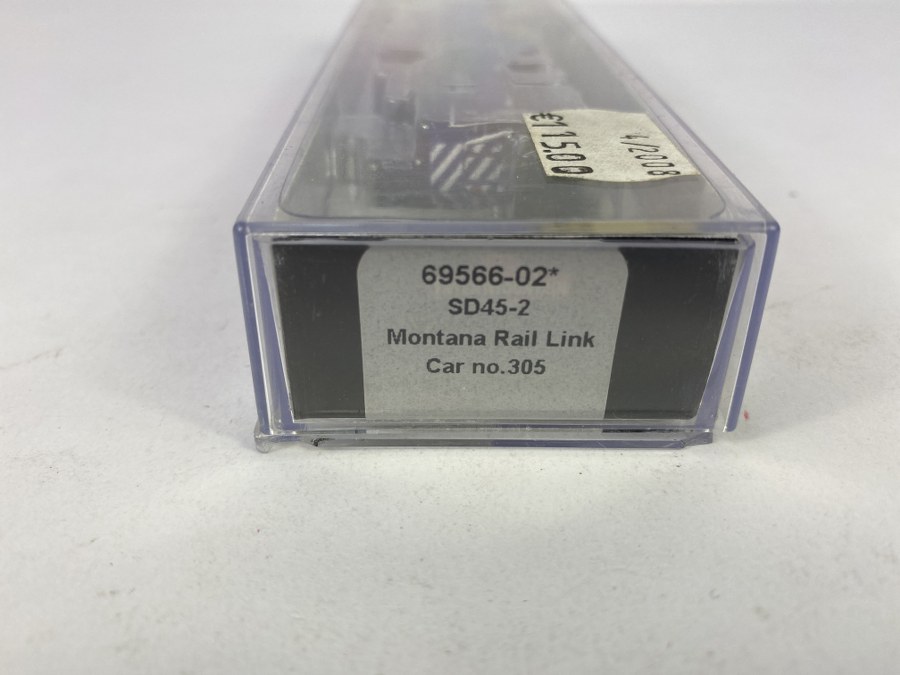 €115.00
4/2008
69566-02*
SD45-2
Montana Rail Link
Car no.305